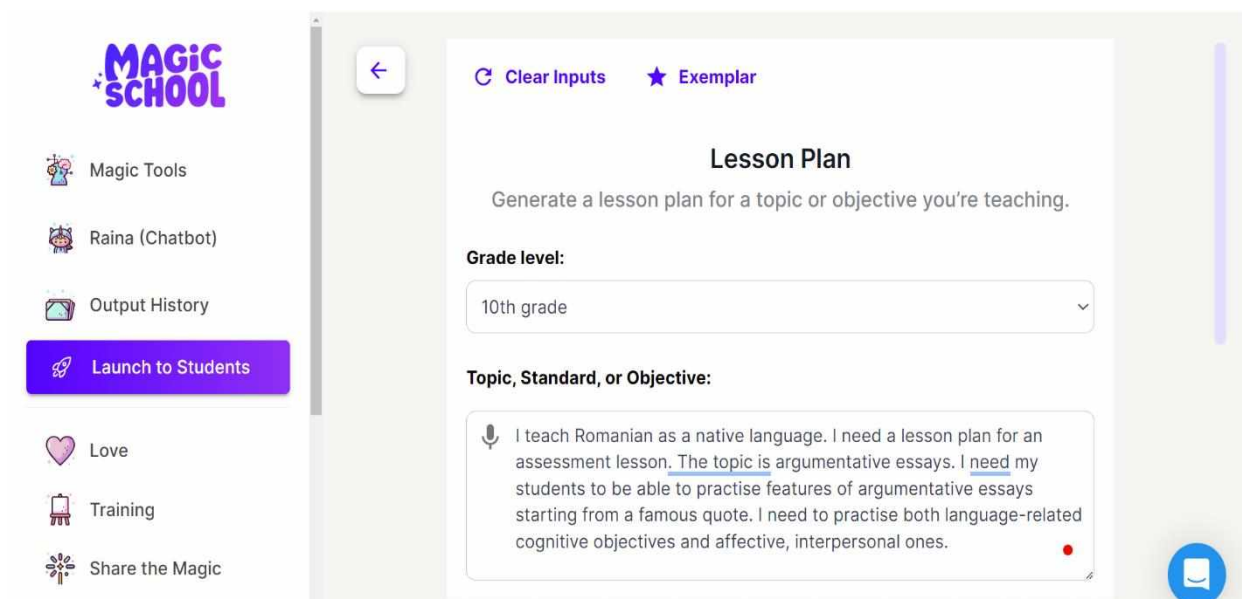 MAGIC
SCHOOL
Magic Tools
Raina (Chatbot)
Output History
Launch to Students
Love
Training
Share the Magic
Clear Inputs
Exemplar
Lesson Plan
Generate a lesson plan for a topic or objective you're teaching.
Grade level:
10th grade
Topic, Standard, or Objective:
I teach Romanian as a native language. I need a lesson plan for an
assessment lesson. The topic is argumentative essays. I need my
students to be able to practise features of argumentative essays
starting from a famous quote. I need to practise both language-related
cognitive objectives and affective, interpersonal ones.